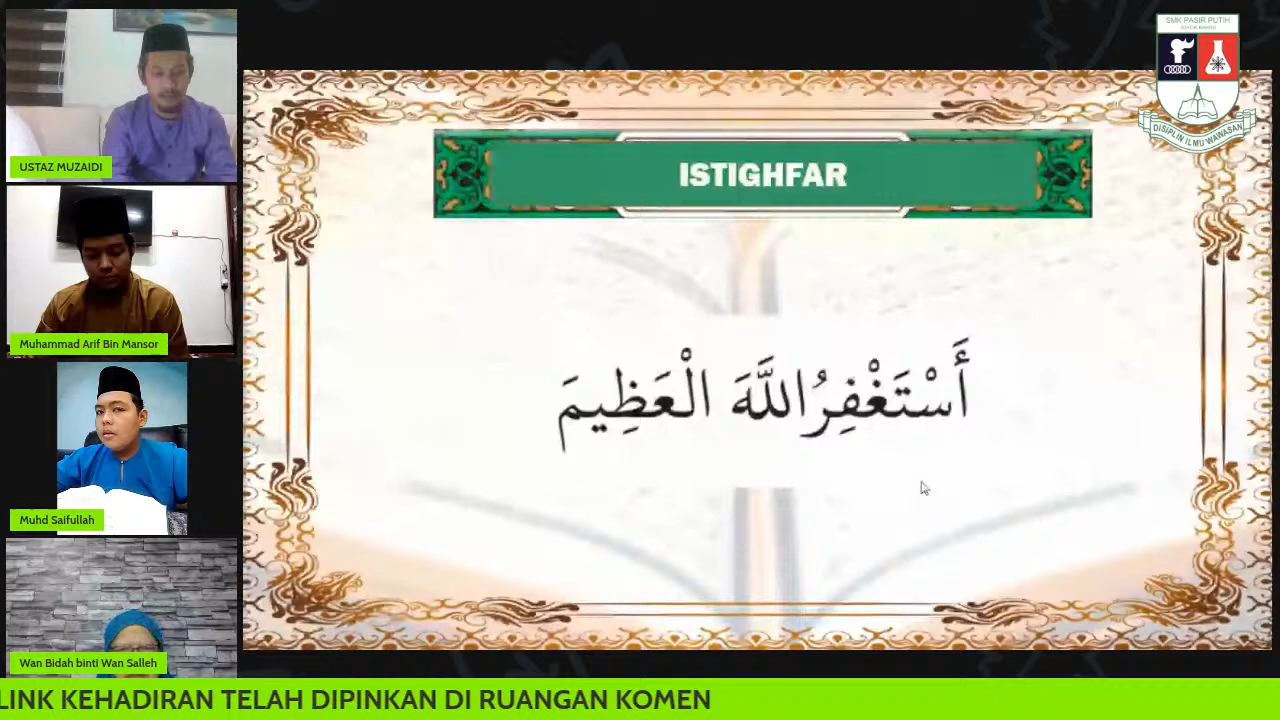 USTAZ MUZAIDI
Muhammad Arif Bin Mansor
Muhd Saifullah
Wan Bidah binti Wan Salleh
ISTIGHFAR
أَسْتَغْفِرُاللَّهَ الْعَظِيمَ
SMK PASIR PUTIH
DISIPLIN ILMU WAWASAN
LINK KEHADIRAN TELAH DIPINKAN DI RUANGAN KOMEN